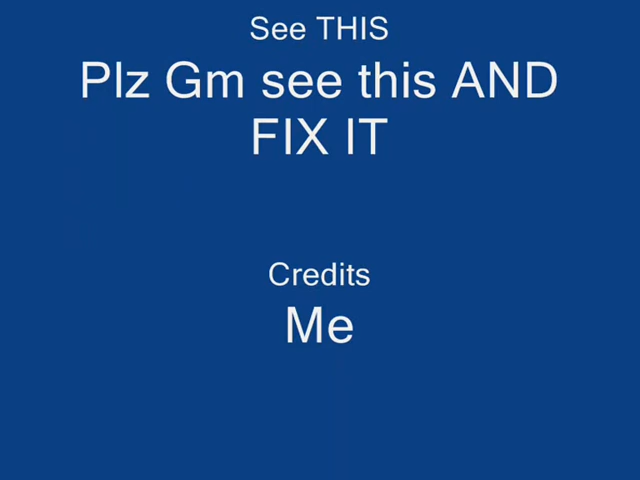 See THIS
Plz Gm see this AND
FIX IT
Credits
Me